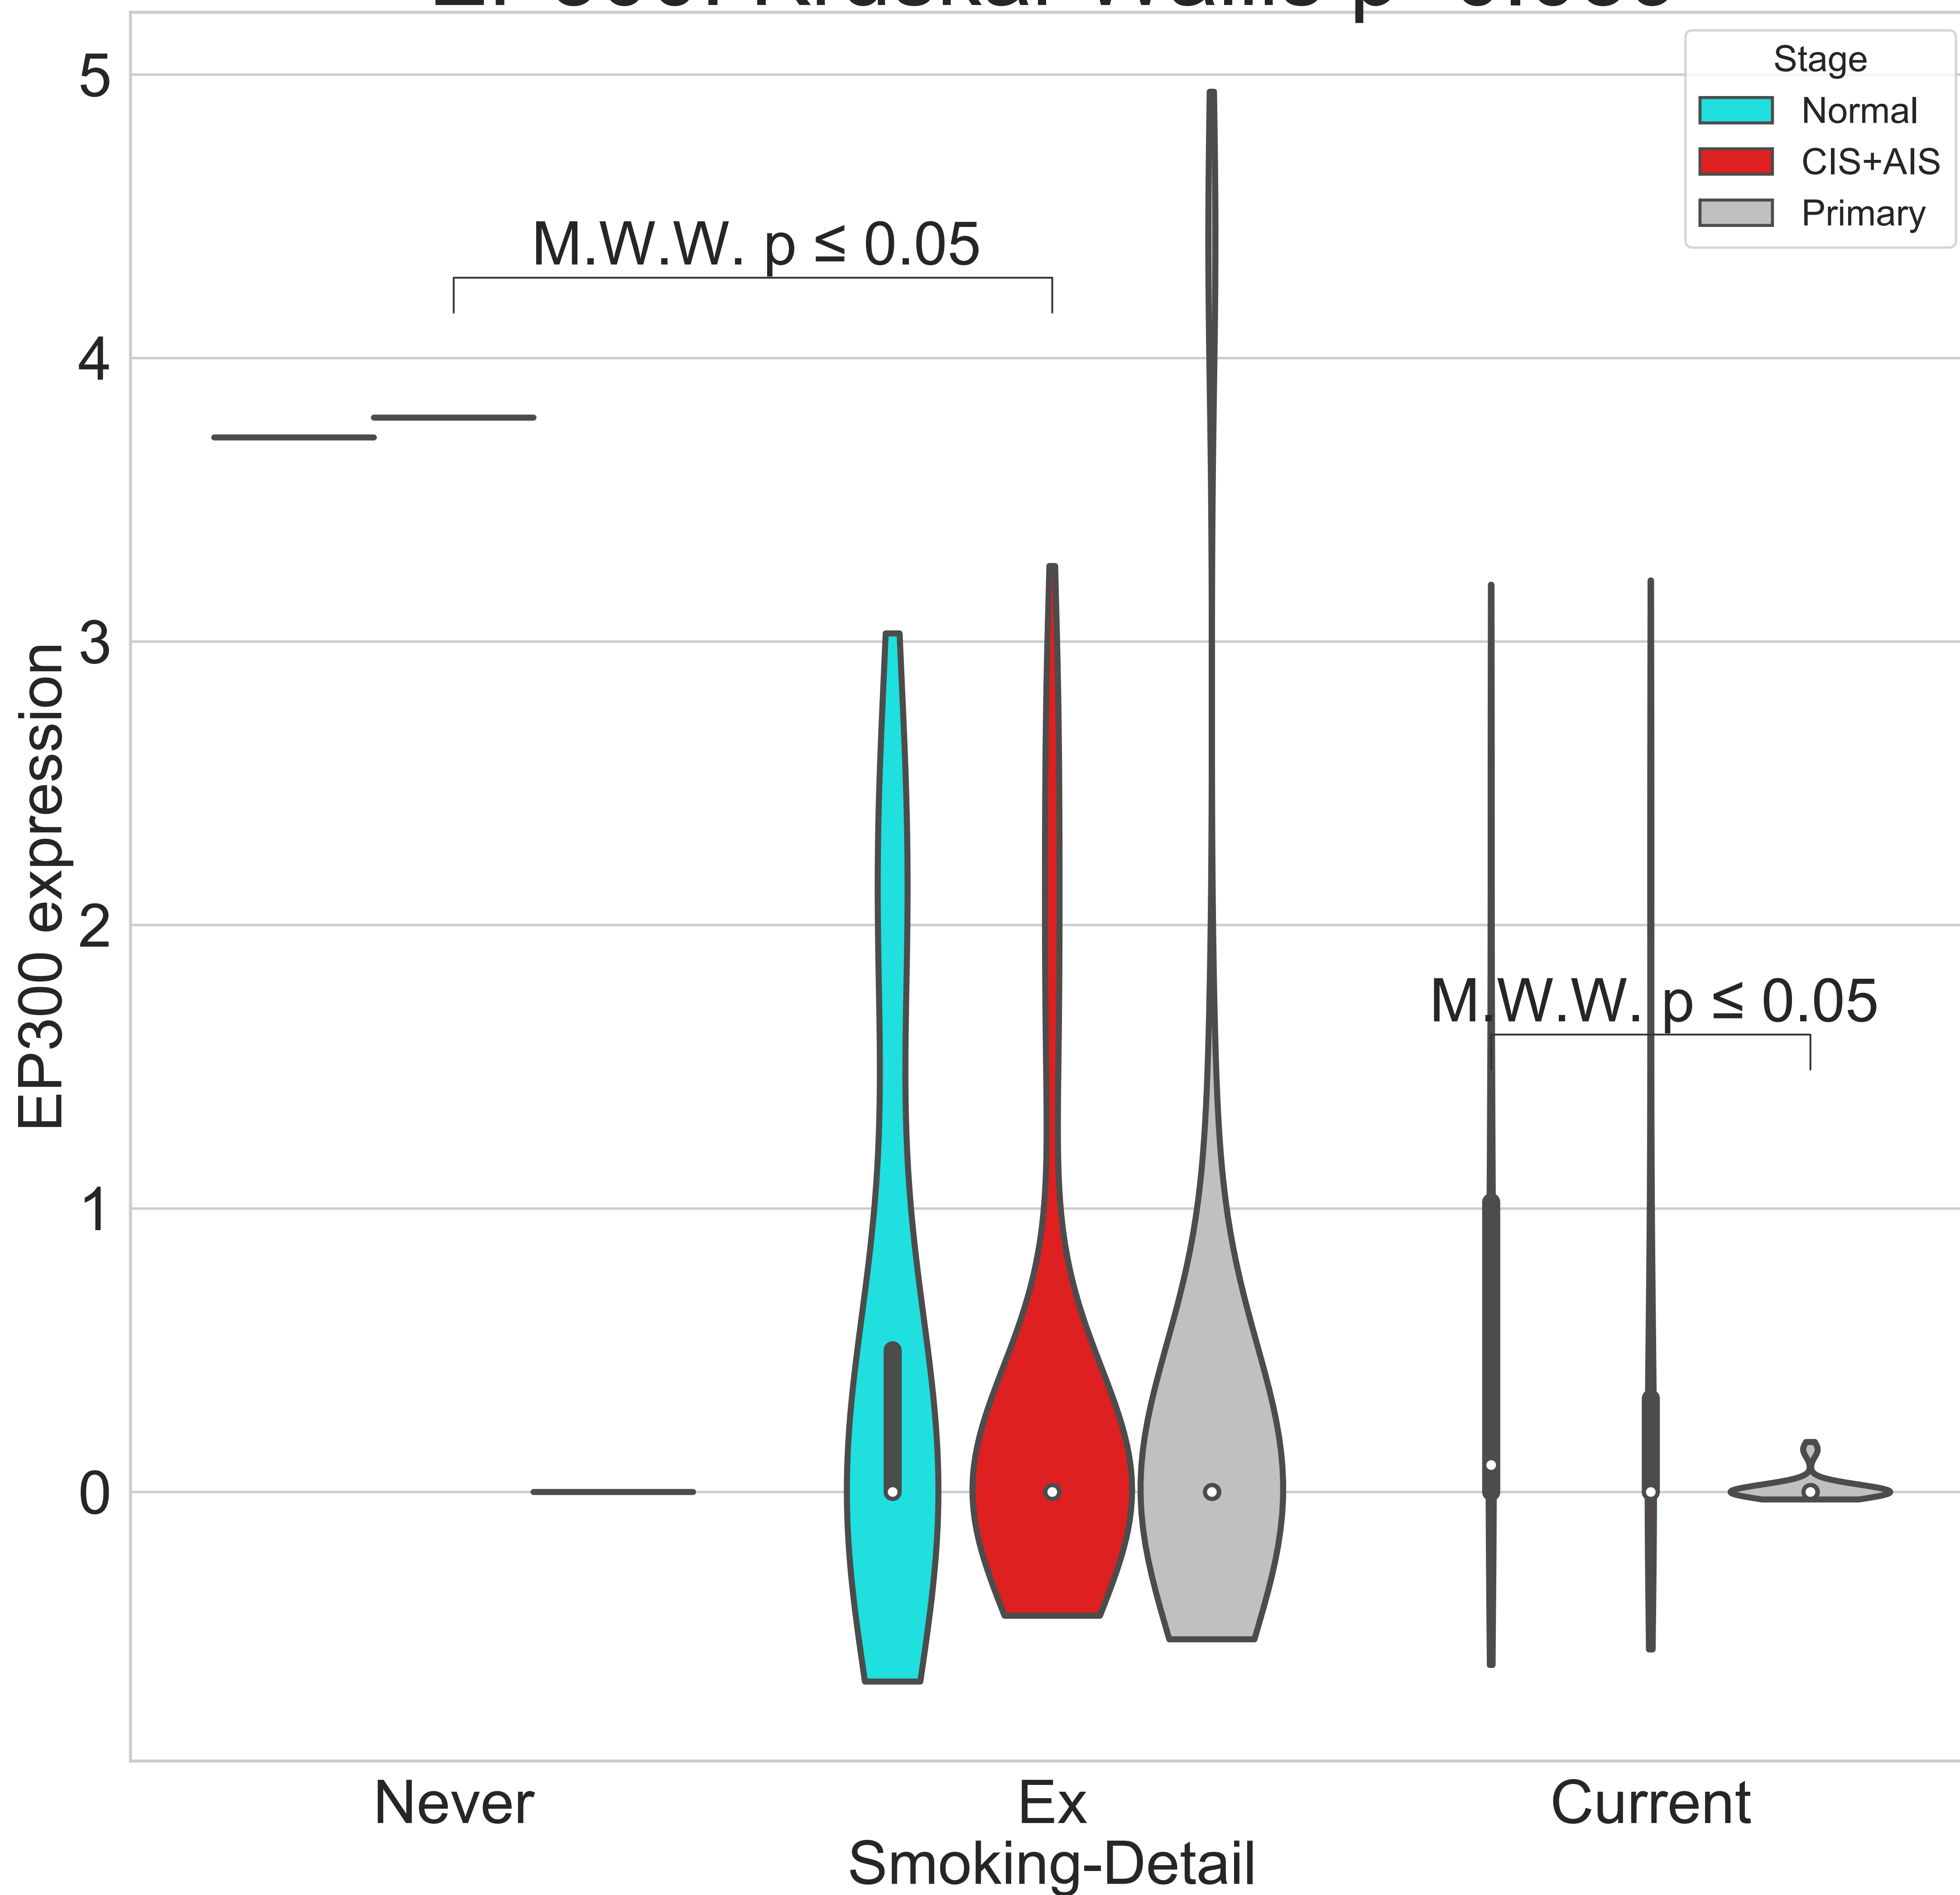 Stage
Normal
CIS+AIS
Primary
5
4
3
2
1
0
EP300 expression
M.W.W. p ≤ 0.05
M.W.W. p ≤ 0.05
Never
Ex
Current
Smoking-Detail